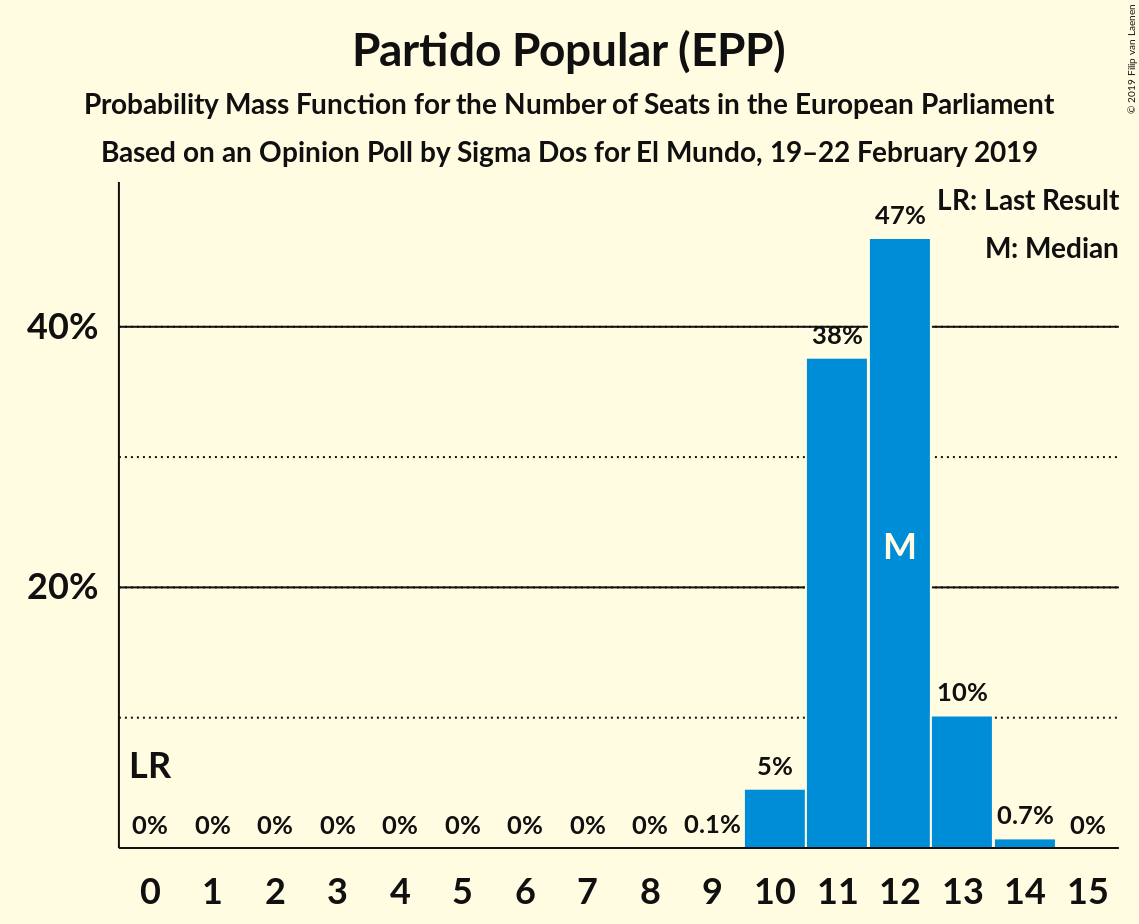 Partido Popular (EPP)
Probability Mass Function for the Number of Seats in the European Parliament
Based on an Opinion Poll by Sigma Dos for El Mundo, 19–22 February 2019
© 2019 Filip van Laenen
LR: Last Result
M: Median
47%
40%
38%
M
20%
10%
LR
5%
0% 0% 0% 0% 0% 0% 0% 0% 0% 0.1% 0.7% 0%
0 1 2 3 4 5 6 7 8 9 10 11 12 13 14 15